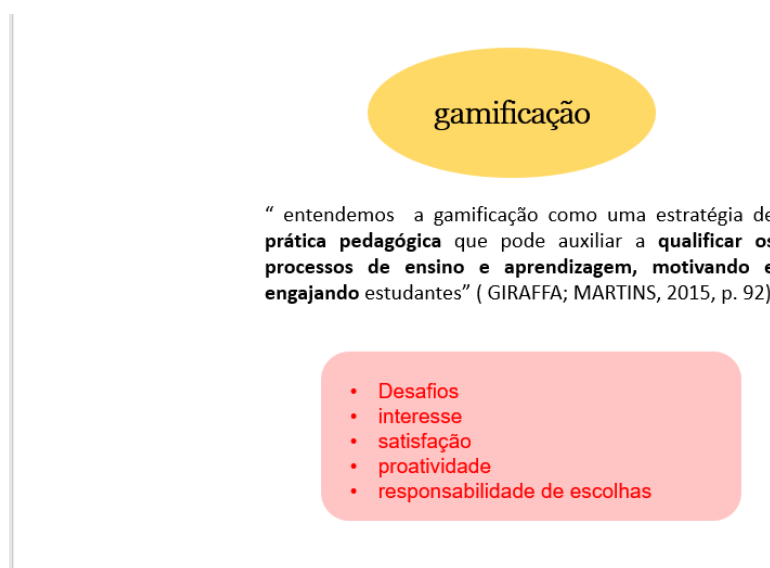 gamificação
“ entendemos a gamificação como uma estratégia de
prática pedagógica que pode auxiliar a qualificar os
processos de ensino e aprendizagem, motivando e
engajando estudantes” ( GIRAFFA; MARTINS, 2015, p. 92)
• Desafios
• interesse
• satisfação
• proatividade
• responsabilidade de escolhas